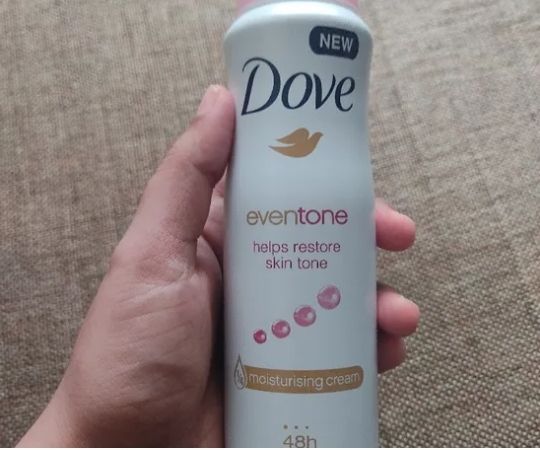 NEW
Dove
eventone
helps restore
skin tone
moisturising cream
48h